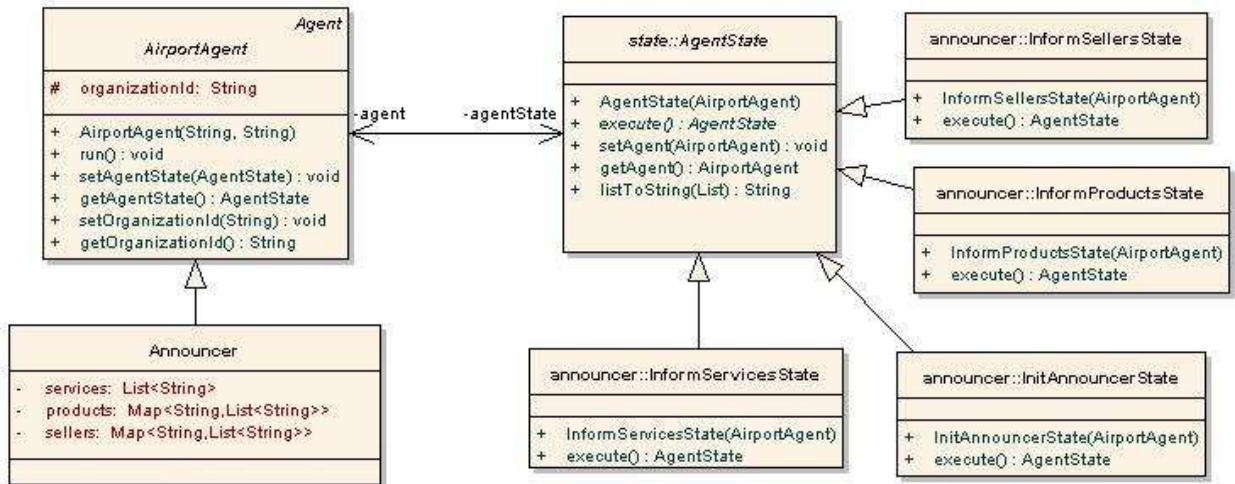 Agent
AirportAgent
# organizationId: String
+ AirportAgent(String, String)
+ run() : void
+ setAgentState(AgentState) : void
+ getAgentState() : AgentState
+ setOrganizationId(String) : void
+ getOrganizationId() : String
-agent
-agentState
state::AgentState
+ AgentState(AirportAgent)
+ execute() : AgentState
+ setAgent(AirportAgent) : void
+ getAgent() : AirportAgent
+ listToString(List) : String
announcer::InformSellersState
+ InformSellersState(AirportAgent)
+ execute() : AgentState
announcer::InformProductsState
+ InformProductsState(AirportAgent)
+ execute() : AgentState
Announcer
- services: List<String>
- products: Map<String,List<String>>
- sellers: Map<String,List<String>>
announcer::InformServicesState
+ InformServicesState(AirportAgent)
+ execute() : AgentState
announcer::InitAnnouncerState
+ InitAnnouncerState(AirportAgent)
+ execute() : AgentState